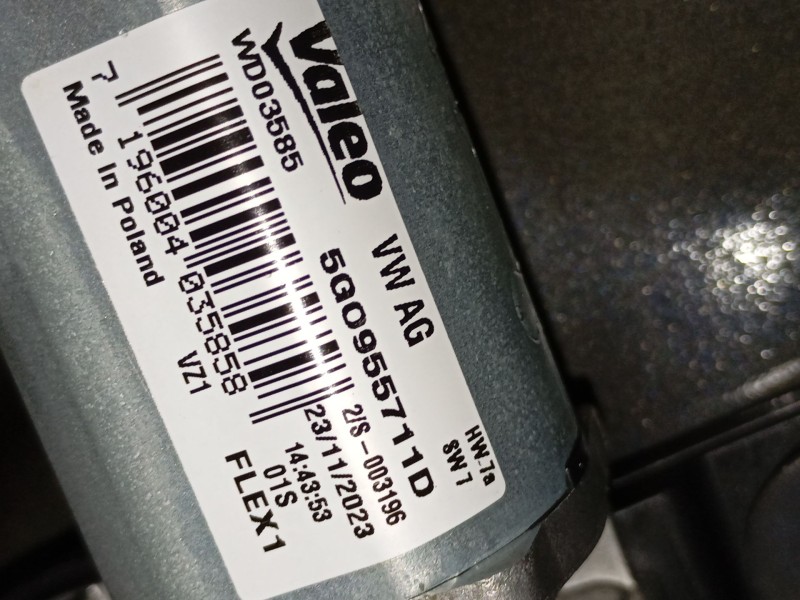 Valeo
VW AG
HW.7a
SW 7
WD03585
5G0955711D
2/S-003196
23/11/2023
14:43:53
01S
FLEX1
7 196004 035858
VZ1
Made In Poland